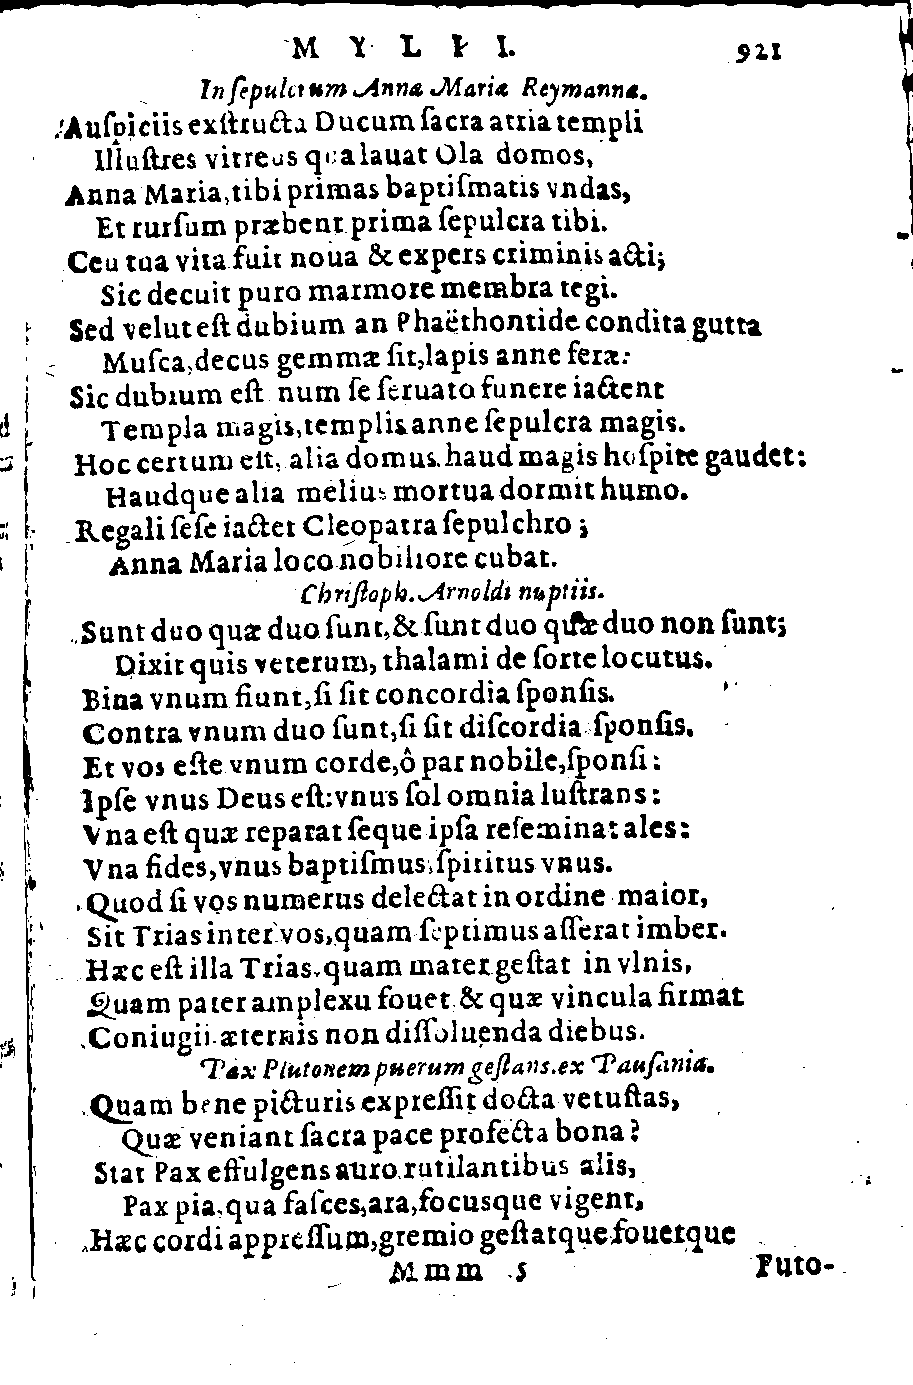 MYLII. 921
In ſepulcrum Annæ Mariæ Reymannæ.
Auſpiciis exſtructa Ducum ſacra atria templi
Illuſtres vitreus qua lauat Ola domos,
Anna Maria, tibi primas baptiſmatis vndas,
Et rurſum præbent prima ſepulcra tibi.
Ceu tua vita fuit noua & expers criminis acti;
Sic decuit puro marmore membra tegi.
Sed velut eſt dubium an Phaëthontide condita gutta
Muſca, decus gemmæ ſit, lapis anne feræ:
Sic dubium eſt num ſe ſeruato funere iactent
Templa magis, templis anne ſepulcra magis.
Hoc certum eſt, alia domus haud magis hoſpite gaudet:
Haudque alia melius mortua dormit humo.
Regali ſeſe iactet Cleopatra ſepulchro;
Anna Maria loco nobiliore cubat.
Chriſtoph. Arnoldi nuptiis.
Sunt duo quæ duo ſunt, & ſunt duo quæ duo non ſunt;
Dixit quis veterum, thalami de ſorte locutus.
Bina vnum fiunt, ſi ſit concordia ſponſis.
Contra vnum duo ſunt, ſi ſit diſcordia ſponſis.
Et vos eſte vnum corde, ô par nobile, ſponſi:
Ipſe vnus Deus eſt: vnus ſol omnia luſtrans:
Vna eſt quæ reparat ſeque ipſa reſeminat ales:
Vna fides, vnus baptiſmus, ſpiritus vnus.
Quod ſi vos numerus delectat in ordine maior,
Sit Trias inter vos, quam ſeptimus afferat imber.
Hæc eſt illa Trias, quam mater geſtat in vlnis,
Quam pater amplexu fouet & quæ vincula firmat
Coniugii æternis non diſſoluenda diebus.
Pax Plutonem puerum geſtans. ex Pauſania.
Quam bene picturis expreſſit docta vetuſtas,
Quæ veniant ſacra pace profecta bona?
Stat Pax effulgens auro rutilantibus alis,
Pax pia, qua faſces, ara, focusque vigent,
Hæc cordi appreſſum, gremio geſtatque fouetque
Mmm 5 Futo-